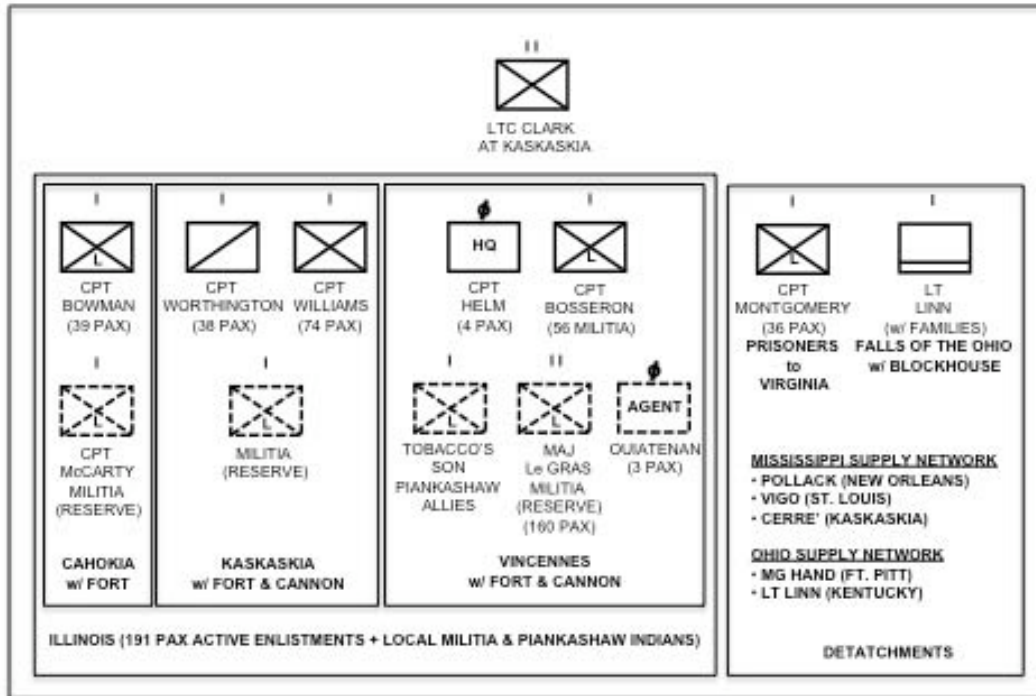 I I
LTC CLARK
AT KASKASKIA
I
L
CPT
BOWMAN
(39 PAX)
I
L
CPT
McCARTY
MILITIA
(RESERVE)
CAHOKIA
w/ FORT
I
CPT
WORTHINGTON
(38 PAX)
I
CPT
WILLIAMS
(74 PAX)
I
L
MILITIA
(RESERVE)
KASKASKIA
w/ FORT & CANNON
HQ
CPT
HELM
(4 PAX)
I
L
CPT
BOSSERON
(56 MILITIA)
I
L
TOBACCO'S
SON
PIANKASHAW
ALLIES
I I
L
MAJ
Le GRAS
MILITIA
(RESERVE)
(160 PAX)
AGENT
OUIATENAN
(3 PAX)
VINCENNES
w/ FORT & CANNON
ILLINOIS (191 PAX ACTIVE ENLISTMENTS + LOCAL MILITIA & PIANKASHAW INDIANS)
I
L
CPT
MONTGOMERY
(36 PAX)
PRISONERS
to
VIRGINIA
I
LT
LINN
(w/ FAMILIES)
FALLS OF THE OHIO
w/ BLOCKHOUSE
MISSISSIPPI SUPPLY NETWORK
• POLLACK (NEW ORLEANS)
• VIGO (ST. LOUIS)
• CERRE' (KASKASKIA)
OHIO SUPPLY NETWORK
• MG HAND (FT. PITT)
• LT LINN (KENTUCKY)
DETATCHMENTS